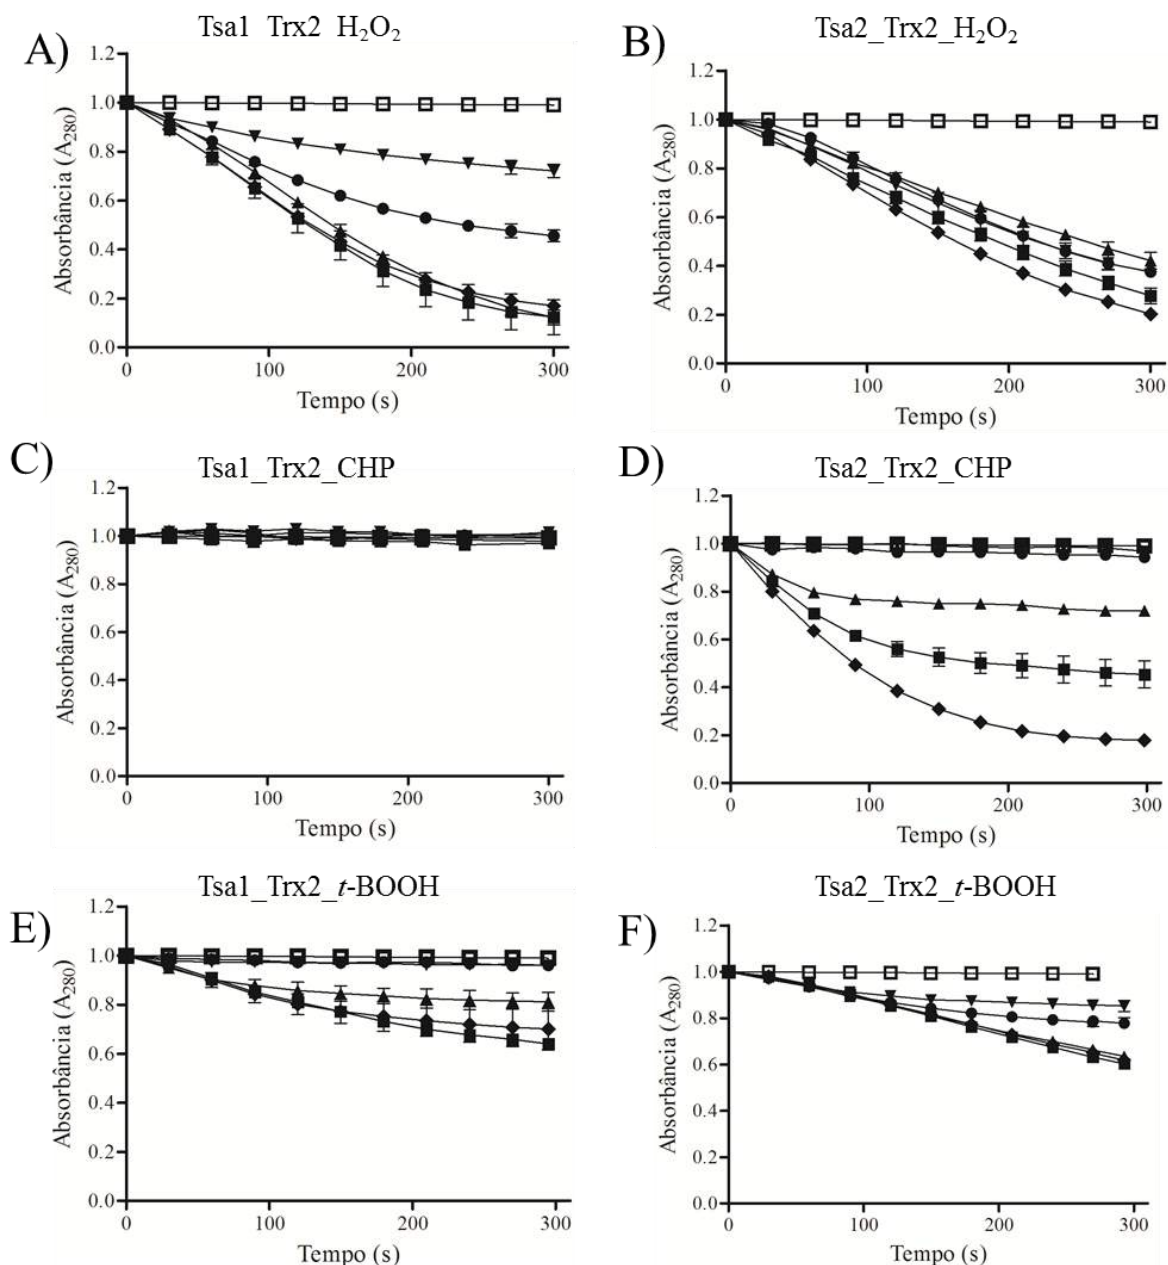 A)
Tsa1 Trx2 H₂O₂
1.2
1.0
0.8
0.6
0.4
0.2
0.0
Absorbância (A₂₈₀)
0 100 200 300
Tempo (s)
B)
Tsa2_Trx2_H₂O₂
1.2
1.0
0.8
0.6
0.4
0.2
0.0
Absorbância (A₂₈₀)
0 100 200 300
Tempo (s)
C)
Tsa1_Trx2_CHP
1.2
1.0
0.8
0.6
0.4
0.2
0.0
Absorbância (A₂₈₀)
0 100 200 300
Tempo (s)
D)
Tsa2_Trx2_CHP
1.2
1.0
0.8
0.6
0.4
0.2
0.0
Absorbância (A₂₈₀)
0 100 200 300
Tempo (s)
E)
Tsa1_Trx2_t-BOOH
1.2
1.0
0.8
0.6
0.4
0.2
0.0
Absorbância (A₂₈₀)
0 100 200 300
Tempo (s)
F)
Tsa2_Trx2_t-BOOH
1.2
1.0
0.8
0.6
0.4
0.2
0.0
Absorbância (A₂₈₀)
0 100 200 300
Tempo (s)